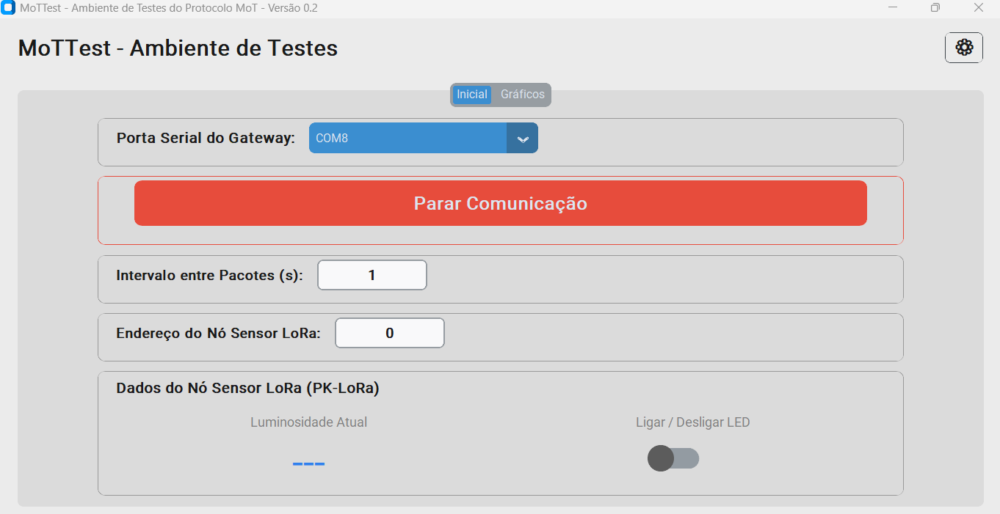 MoTTest - Ambiente de Testes do Protocolo MoT - Versão 0.2
MoTTest - Ambiente de Testes
Inicial Gráficos
Porta Serial do Gateway: COM8
Parar Comunicação
Intervalo entre Pacotes (s): 1
Endereço do Nó Sensor LoRa: 0
Dados do Nó Sensor LoRa (PK-LoRa)
Luminosidade Atual Ligar / Desligar LED
---